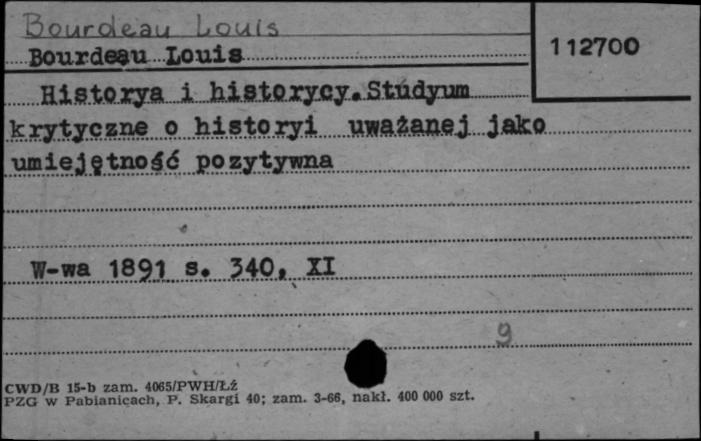 Bourdeau Louis
Bourdeau Louis
112700
Historya i historycy.Studyum
krytyczne o historyi uważanej jako
umiejętność pozytywna
W-wa 1891 s. 340, XI
9
CWD/B 15-b zam. 4065/PWH/Łź
PZG w Pabianicach, P. Skargi 40; zam. 3-66, nakł. 400 000 szt.